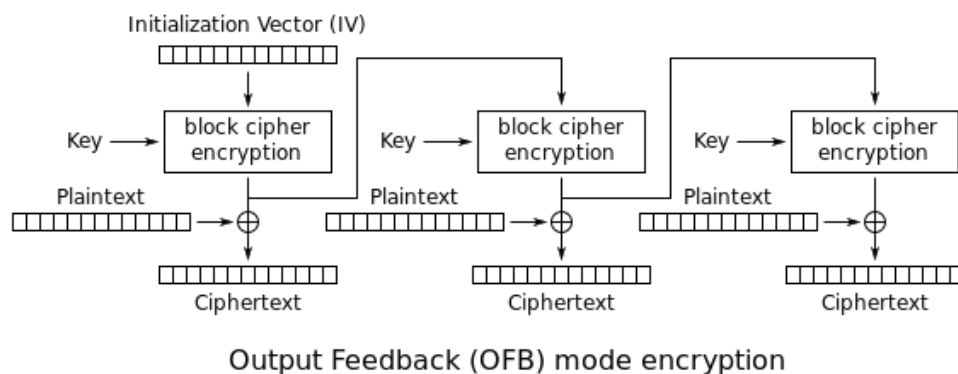 Initialization Vector (IV)
Key
block cipher
encryption
Key
block cipher
encryption
Key
block cipher
encryption
Plaintext
Plaintext
Plaintext
Ciphertext
Ciphertext
Ciphertext
Output Feedback (OFB) mode encryption